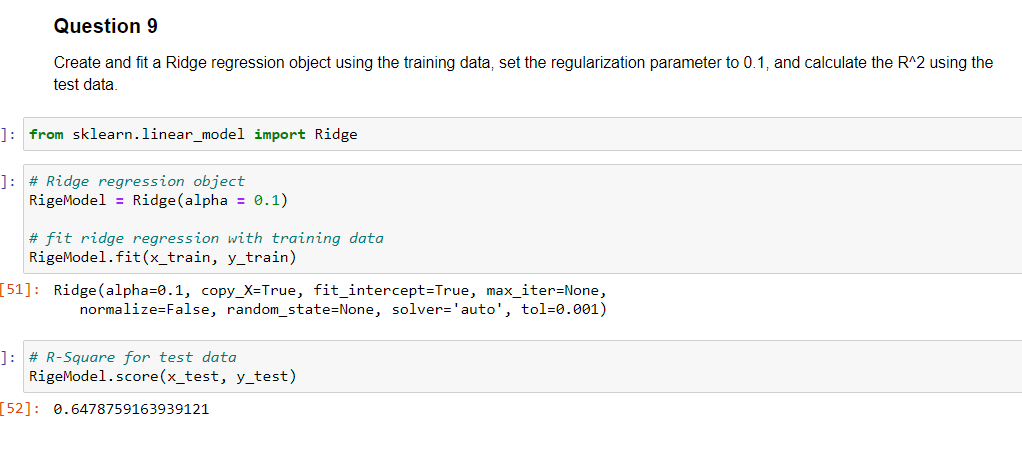 Question 9
Create and fit a Ridge regression object using the training data, set the regularization parameter to 0.1, and calculate the R^2 using the
test data.
]: from sklearn.linear_model import Ridge
]: # Ridge regression object
RigeModel = Ridge(alpha = 0.1)
# fit ridge regression with training data
RigeModel.fit(x_train, y_train)
[51]: Ridge(alpha=0.1, copy_X=True, fit_intercept=True, max_iter=None,
normalize=False, random_state=None, solver='auto', tol=0.001)
]: # R-Square for test data
RigeModel.score(x_test, y_test)
[52]: 0.6478759163939121